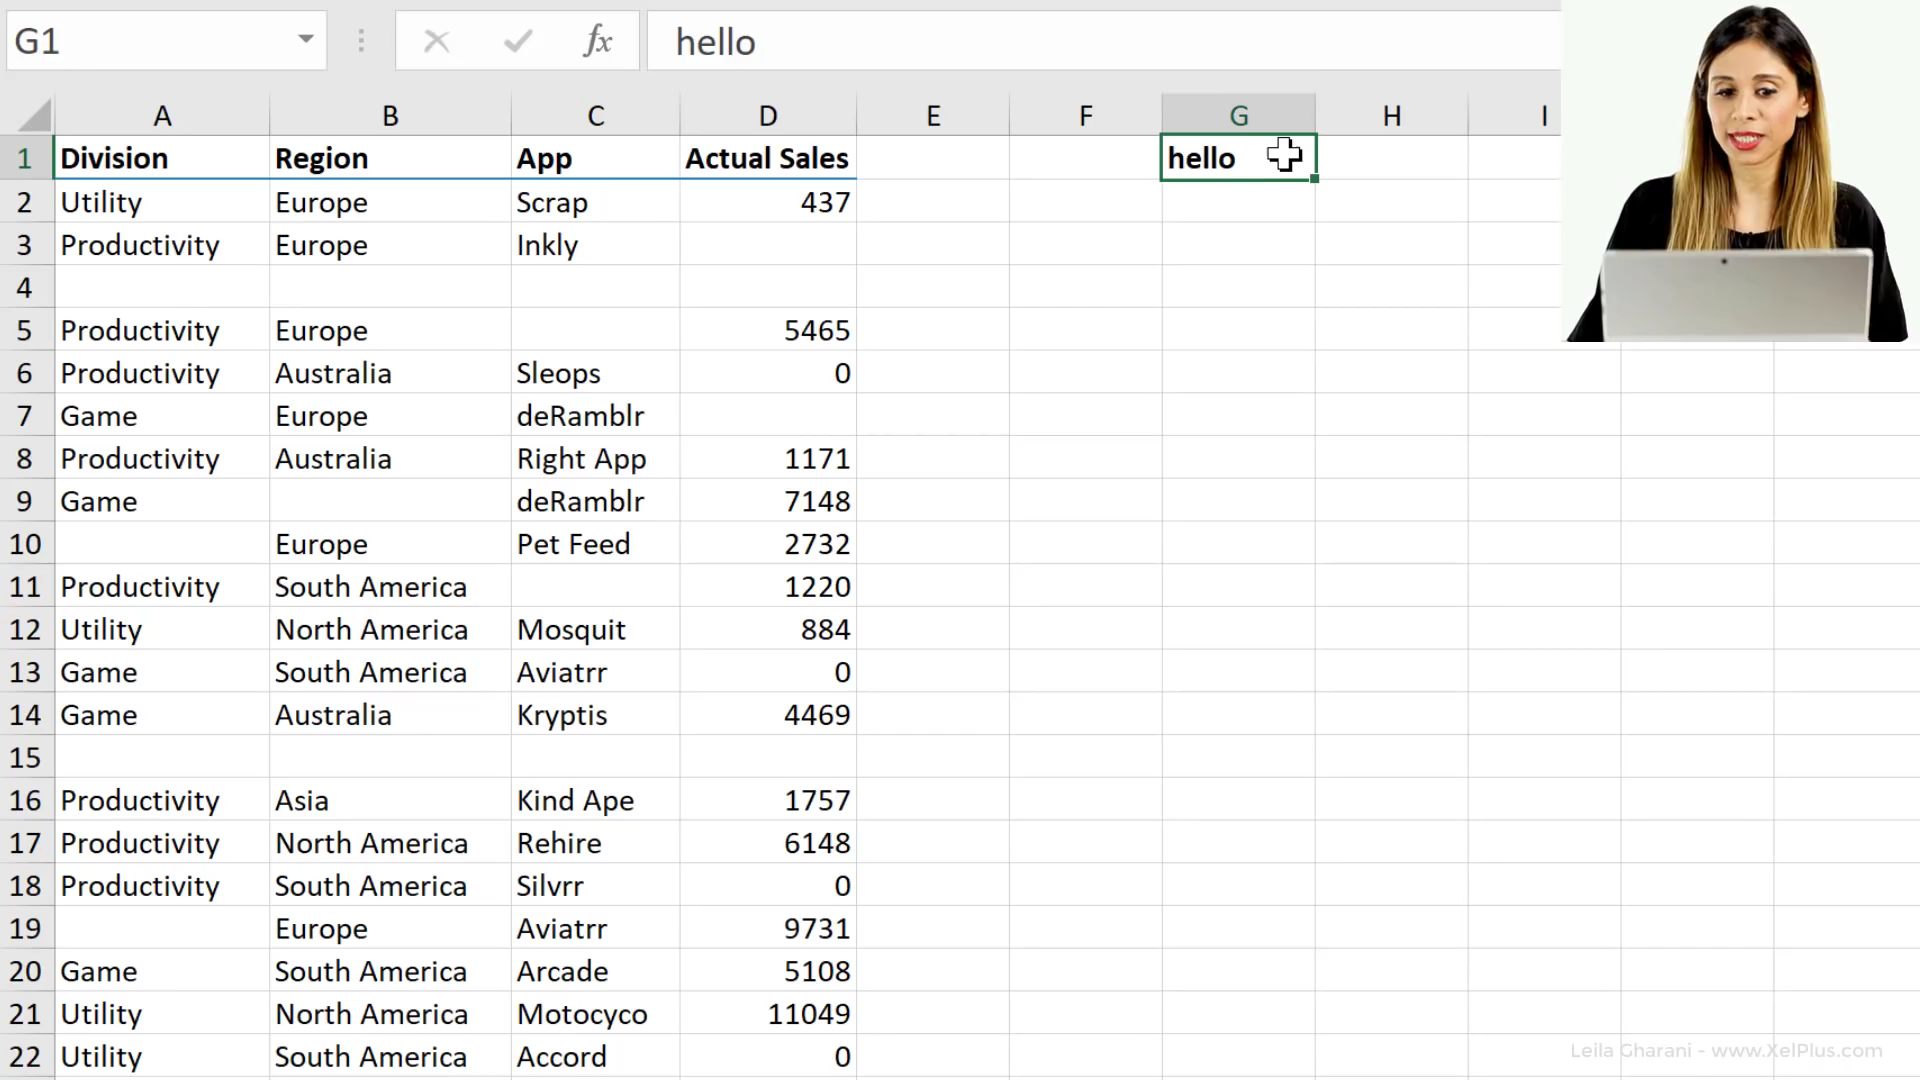 G1 fx hello
A B C D E F G H I
1 Division Region App Actual Sales hello
2 Utility Europe Scrap 437
3 Productivity Europe Inkly
4
5 Productivity Europe 5465
6 Productivity Australia Sleops 0
7 Game Europe deRamblr
8 Productivity Australia Right App 1171
9 Game deRamblr 7148
10 Europe Pet Feed 2732
11 Productivity South America 1220
12 Utility North America Mosquit 884
13 Game South America Aviatrr 0
14 Game Australia Kryptis 4469
15
16 Productivity Asia Kind Ape 1757
17 Productivity North America Rehire 6148
18 Productivity South America Silvrr 0
19 Europe Aviatrr 9731
20 Game South America Arcade 5108
21 Utility North America Motocyco 11049
22 Utility South America Accord 0
Leila Gharani - www.XelPlus.com